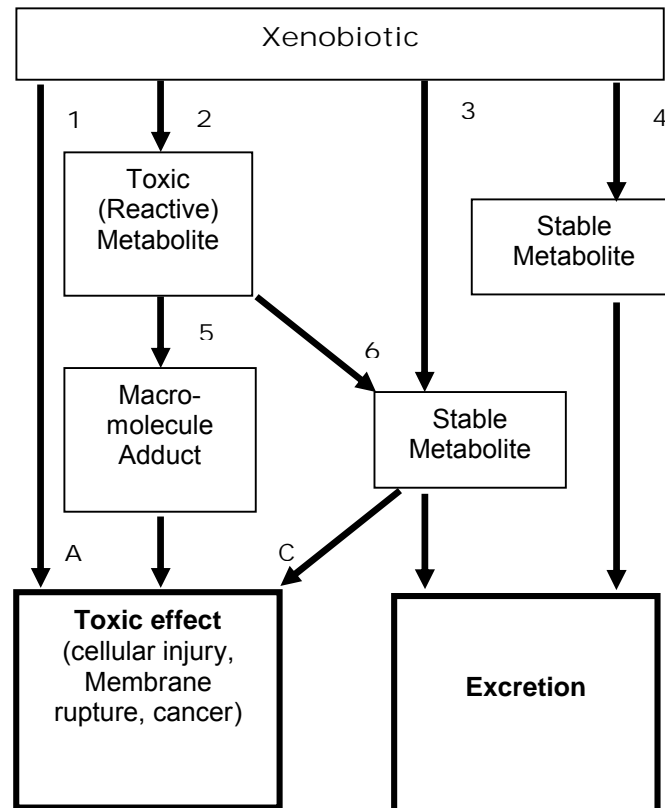 Xenobiotic
1
2
3
4
Toxic
(Reactive)
Metabolite
Stable
Metabolite
5
6
Macro-
molecule
Adduct
Stable
Metabolite
A
C
Toxic effect
(cellular injury,
Membrane
rupture, cancer)
Excretion